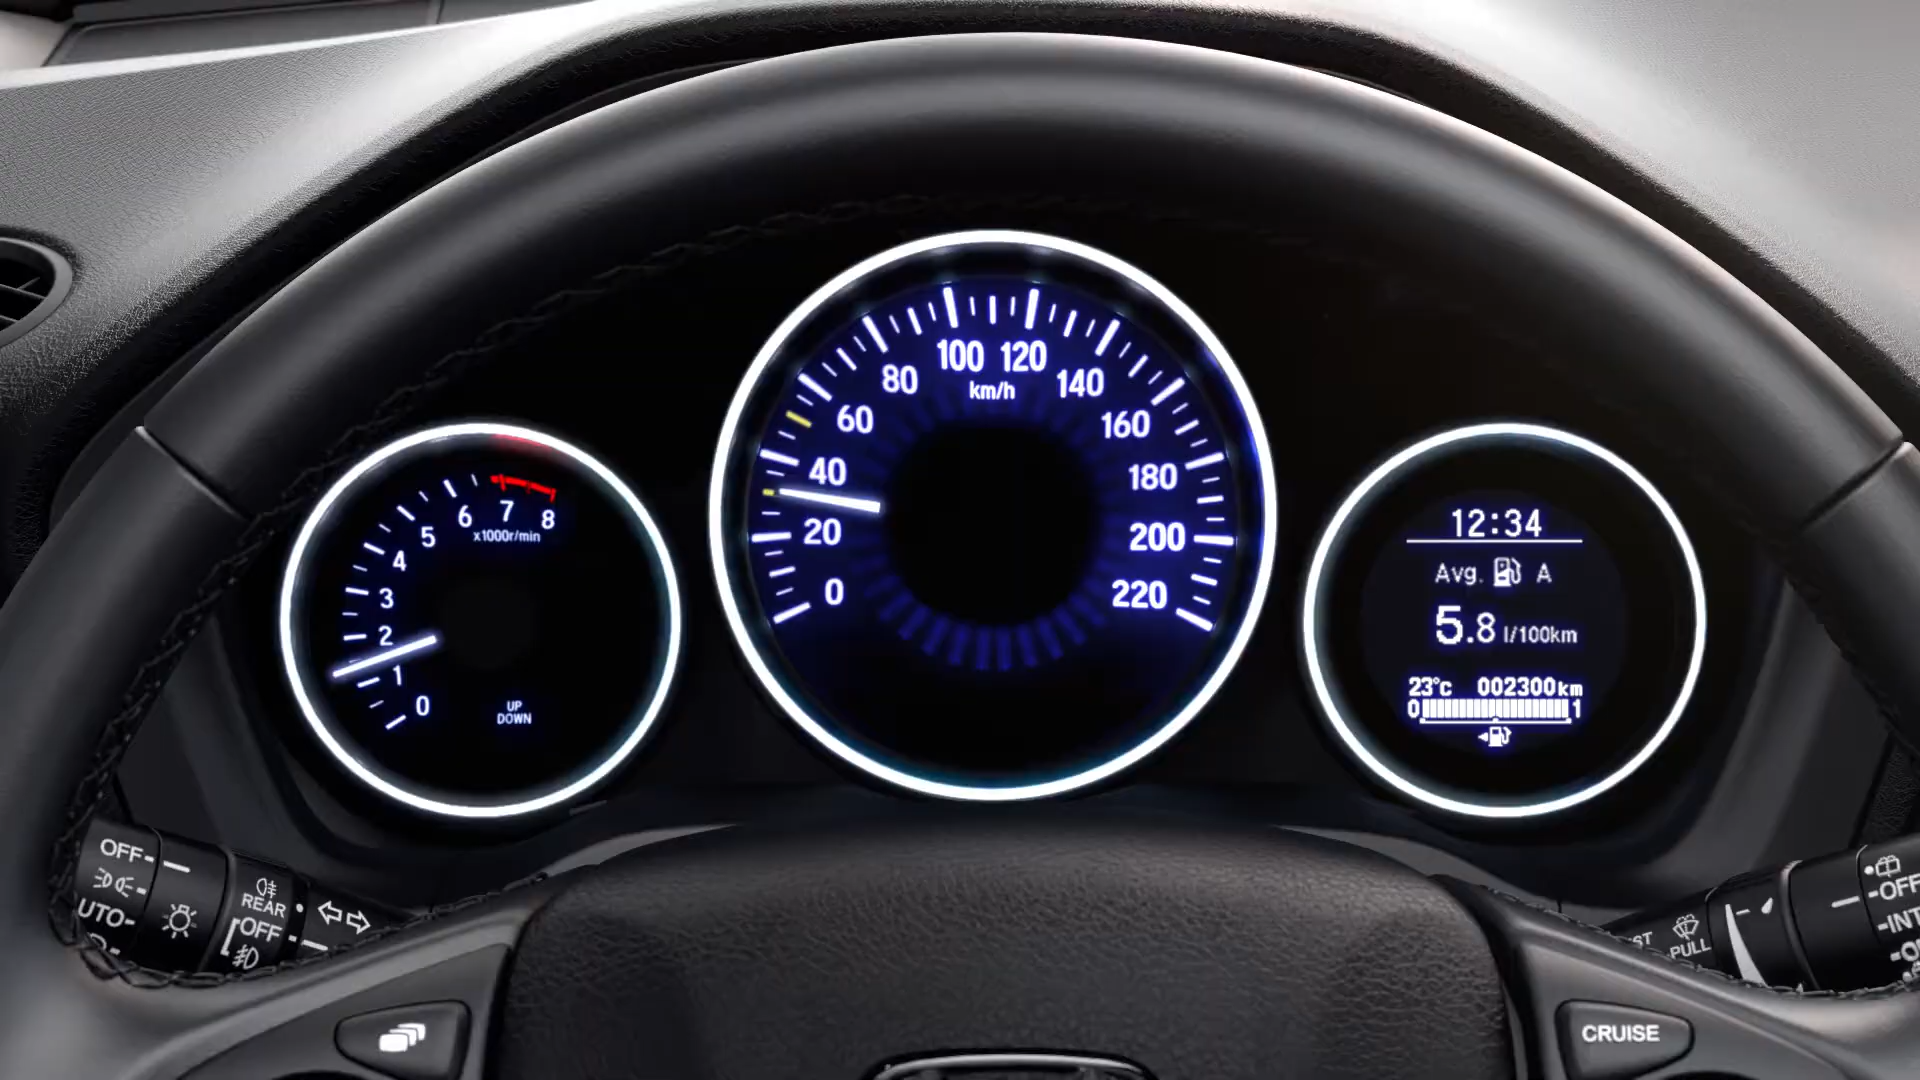 100 120
80 km/h 140
60 160
40 180
20 200
0 220
6 7 8
5 x1000r/min
4
3
2
1
0
UP
DOWN
12:34
Avg. A
5.8 l/100km
23°c 002300km
0 1
OFF
REAR
OFF
PULL
OFF
CRUISE